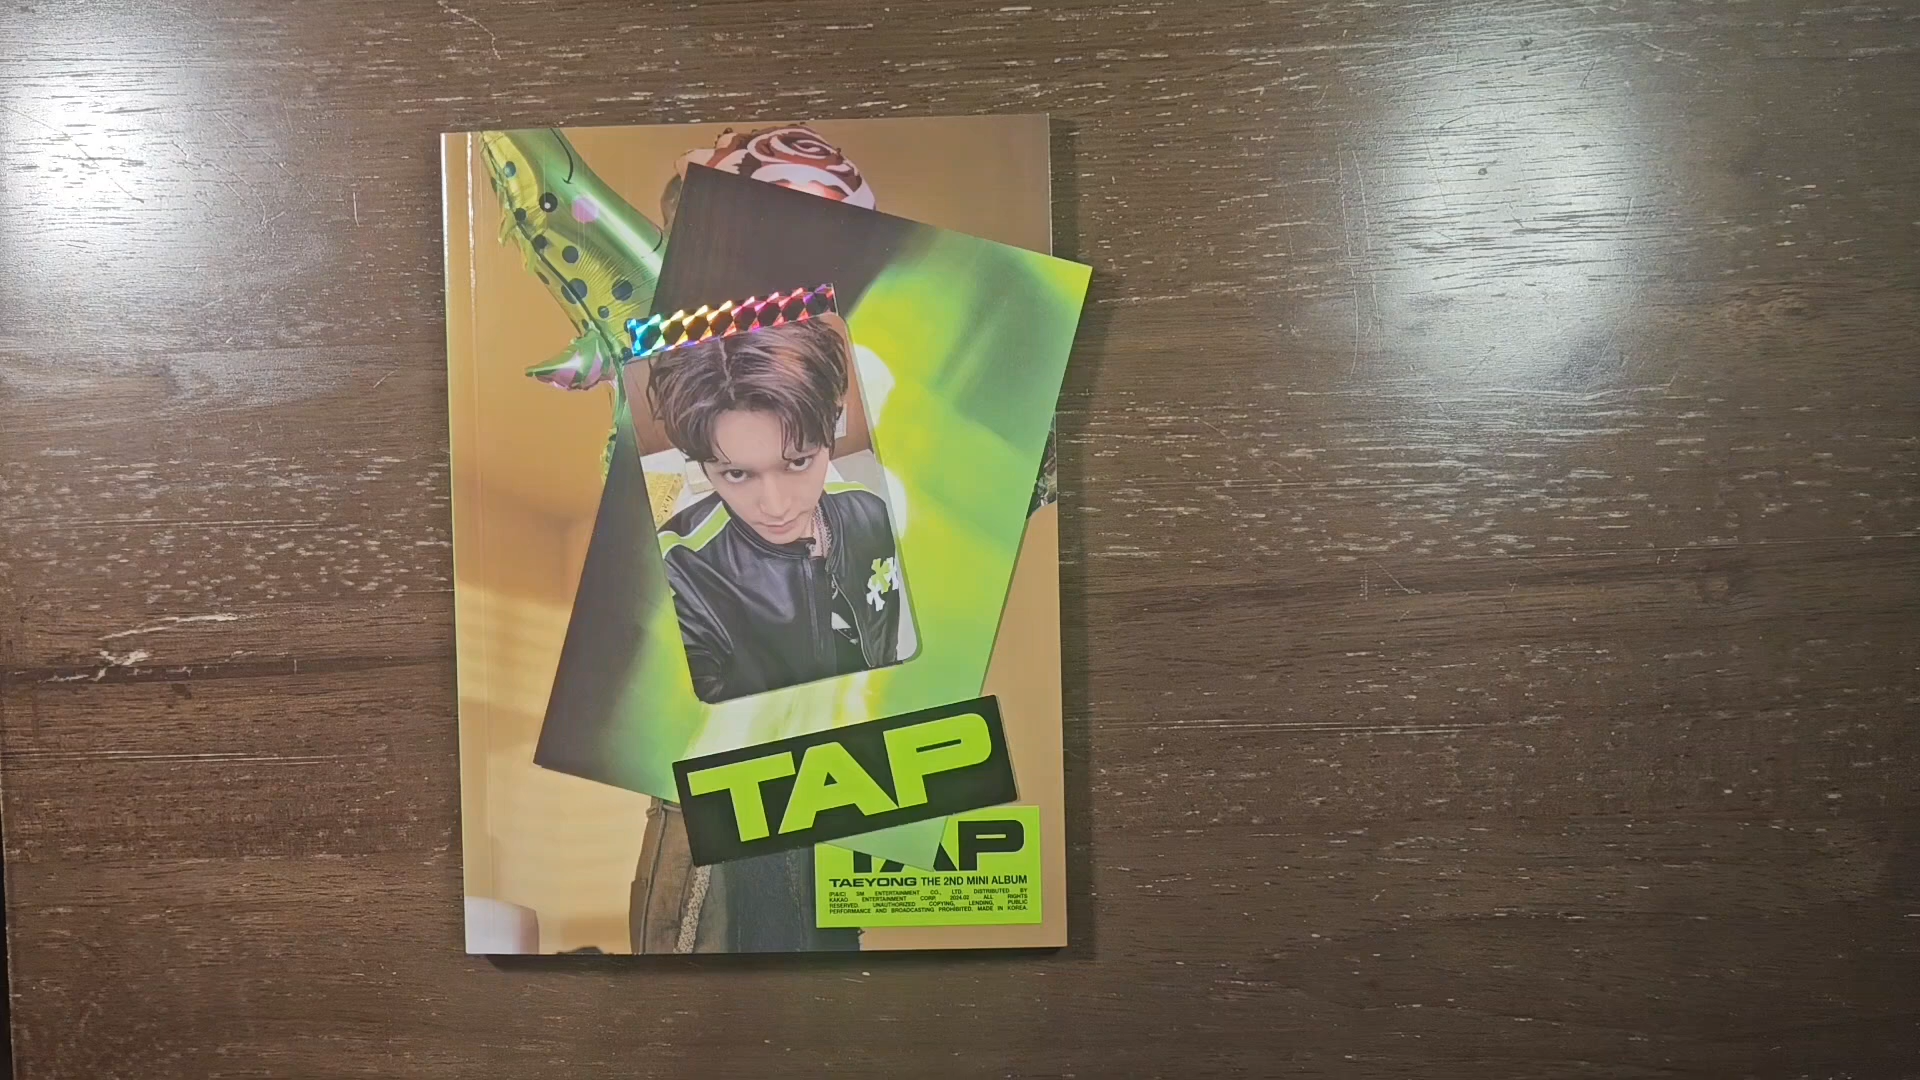 TAP
TAP
TAEYONG THE 2ND MINI ALBUM
(P)&(C) SM ENTERTAINMENT CO., LTD. DISTRIBUTED BY
KAKAO ENTERTAINMENT CORP. 2024.02 ALL RIGHTS
RESERVED. UNAUTHORIZED COPYING, LENDING, PUBLIC
PERFORMANCE AND BROADCASTING PROHIBITED. MADE IN KOREA.